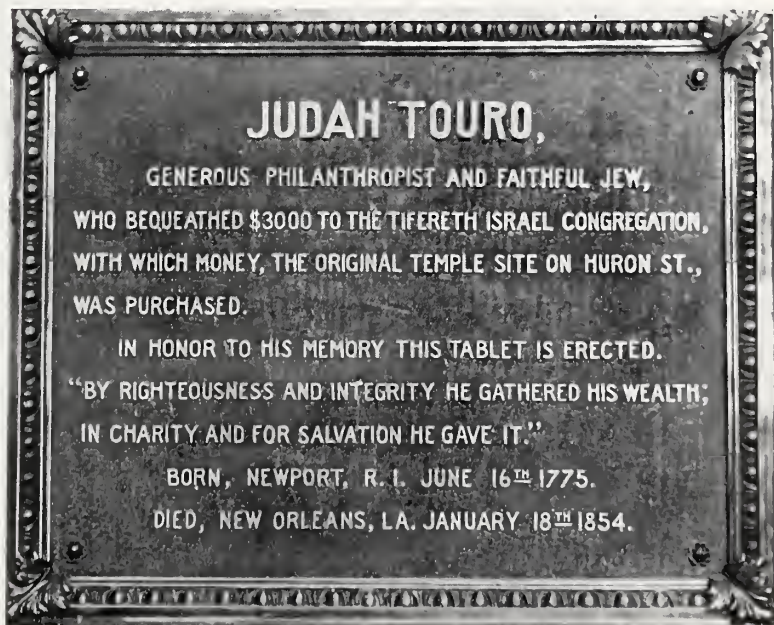 JUDAH TOURO,
GENEROUS PHILANTHROPIST AND FAITHFUL JEW,
WHO BEQUEATHED $3000 TO THE TIFERETH ISRAEL CONGREGATION,
WITH WHICH MONEY, THE ORIGINAL TEMPLE SITE ON HURON ST.,
WAS PURCHASED.
IN HONOR TO HIS MEMORY THIS TABLET IS ERECTED.
"BY RIGHTEOUSNESS AND INTEGRITY HE GATHERED HIS WEALTH;
IN CHARITY AND FOR SALVATION HE GAVE IT."
BORN, NEWPORT, R. I. JUNE 16TH 1775.
DIED, NEW ORLEANS, LA. JANUARY 18TH 1854.